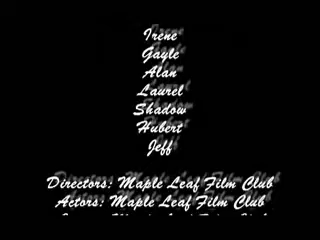 Irene
Gayle
Alan
Laurel
Shadow
Hubert
Jeff
Directors: Maple Leaf Film Club
Actors: Maple Leaf Film Club